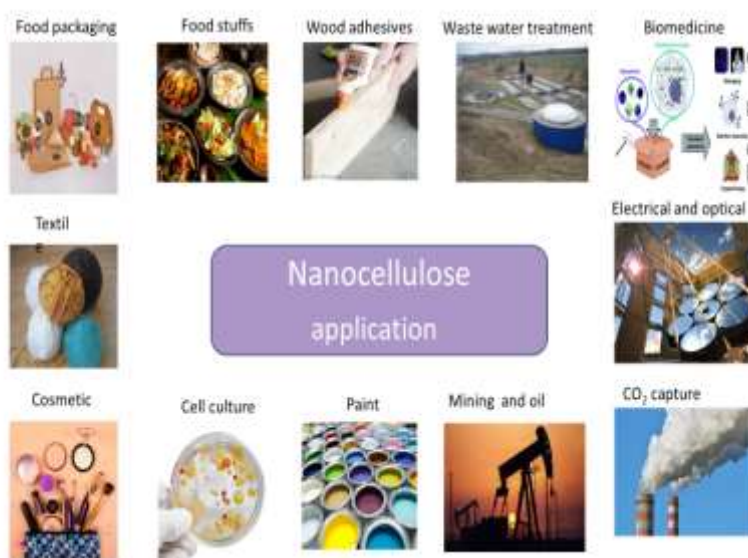 Food packaging
Food stuffs
Wood adhesives
Waste water treatment
Biomedicine
Textil
e
Nanocellulose
application
Electrical and optical
Cosmetic
Cell culture
Paint
Mining and oil
CO₂ capture